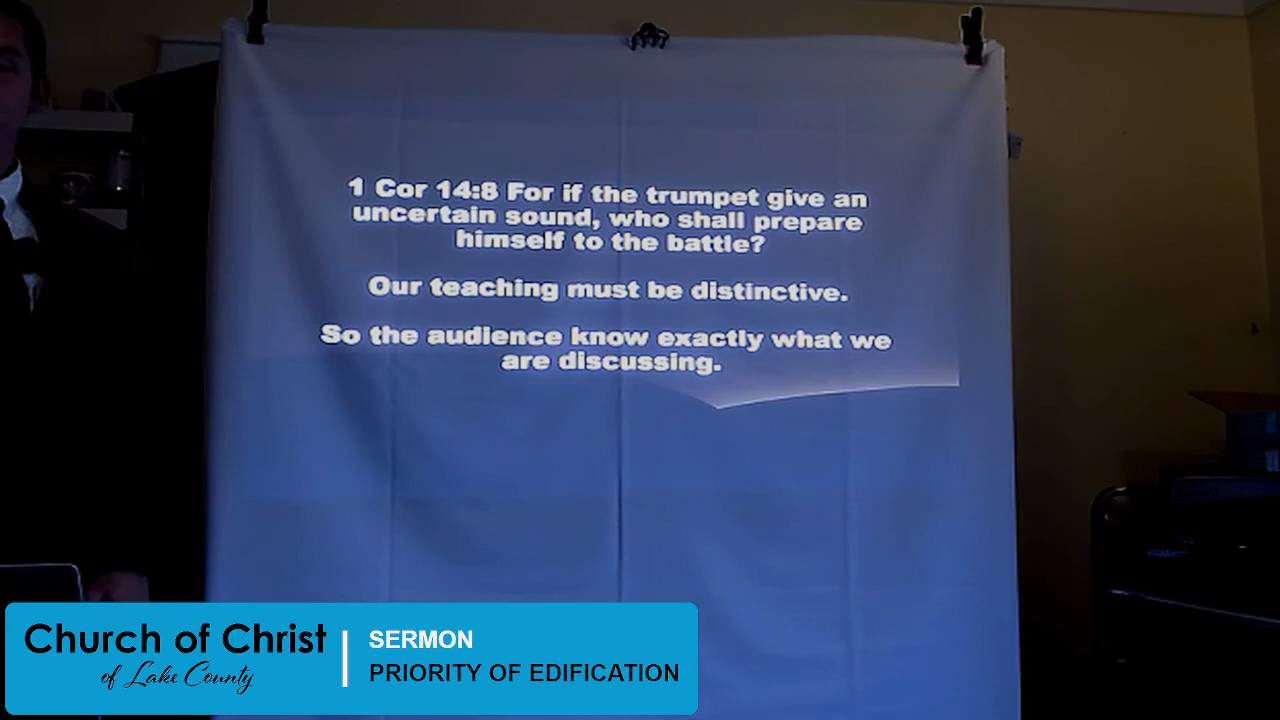 1 Cor 14:8 For if the trumpet give an
uncertain sound, who shall prepare
himself to the battle?
Our teaching must be distinctive.
So the audience know exactly what we
are discussing.
Church of Christ
of Lake County
SERMON
PRIORITY OF EDIFICATION